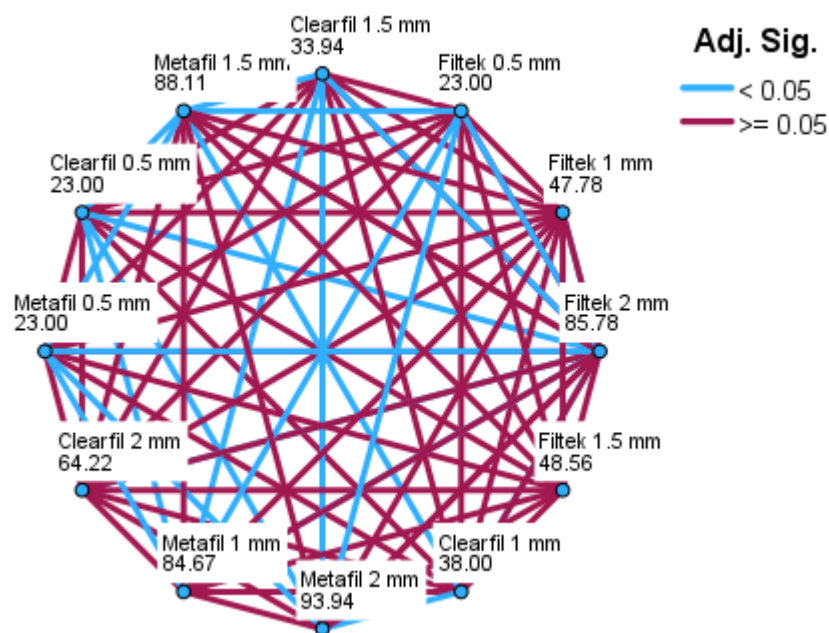 Clearfil 1.5 mm
33.94
Metafil 1.5 mm
88.11
Filtek 0.5 mm
23.00
Adj. Sig.
< 0.05
>= 0.05
Clearfil 0.5 mm
23.00
Filtek 1 mm
47.78
Metafil 0.5 mm
23.00
Filtek 2 mm
85.78
Clearfil 2 mm
64.22
Filtek 1.5 mm
48.56
Metafil 1 mm
84.67
Clearfil 1 mm
38.00
Metafil 2 mm
93.94